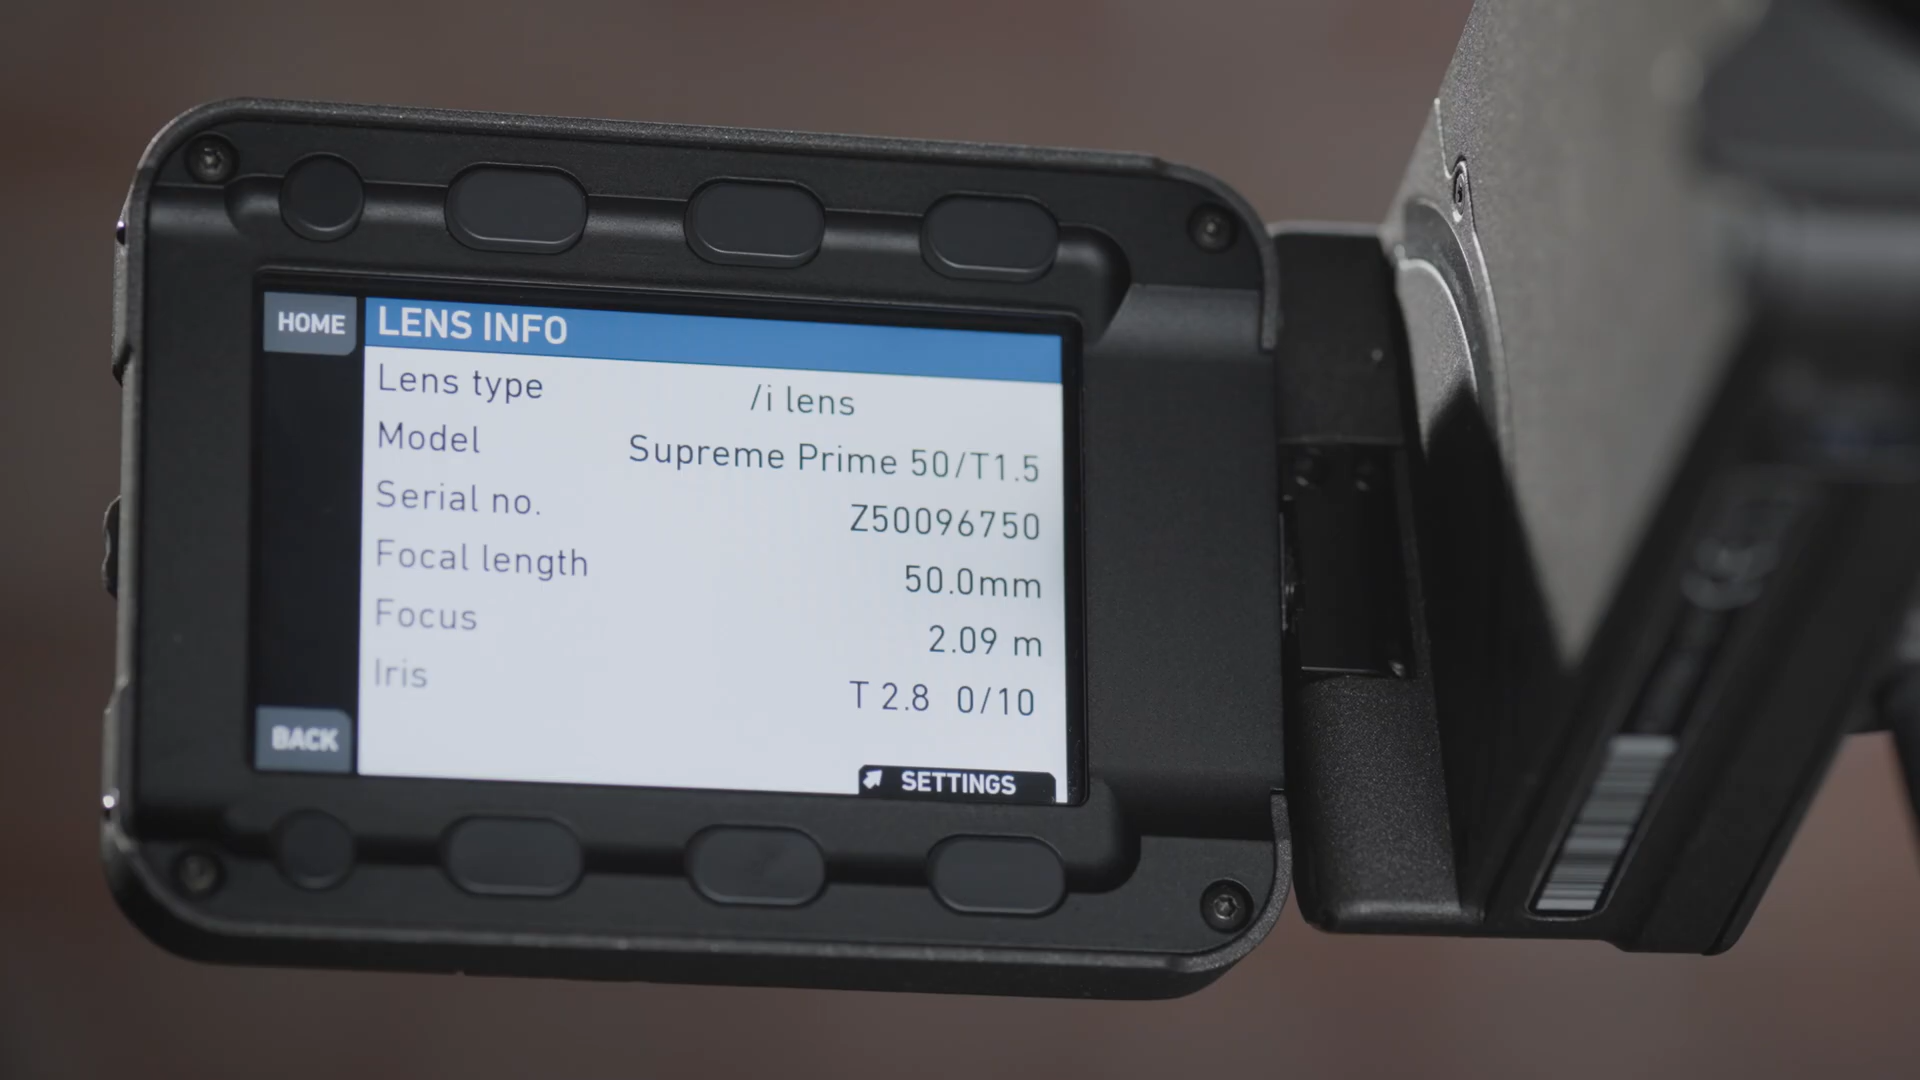 HOME LENS INFO
Lens type /i lens
Model Supreme Prime 50/T1.5
Serial no. Z50096750
Focal length 50.0mm
Focus 2.09 m
Iris T 2.8 0/10
BACK
SETTINGS